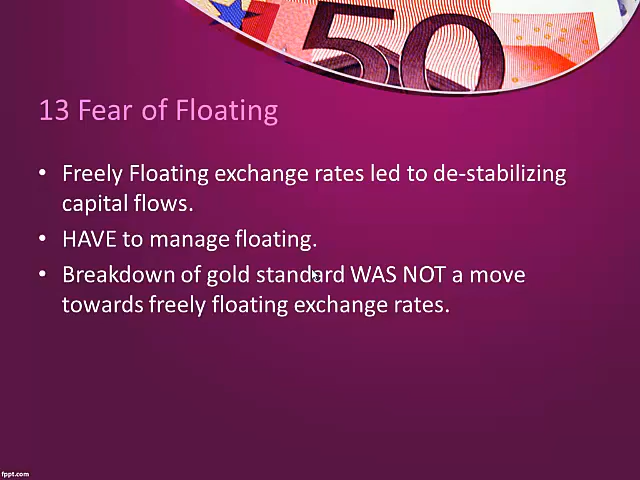 50
13 Fear of Floating
• Freely Floating exchange rates led to de-stabilizing
capital flows.
• HAVE to manage floating.
• Breakdown of gold standard WAS NOT a move
towards freely floating exchange rates.
fppt.com